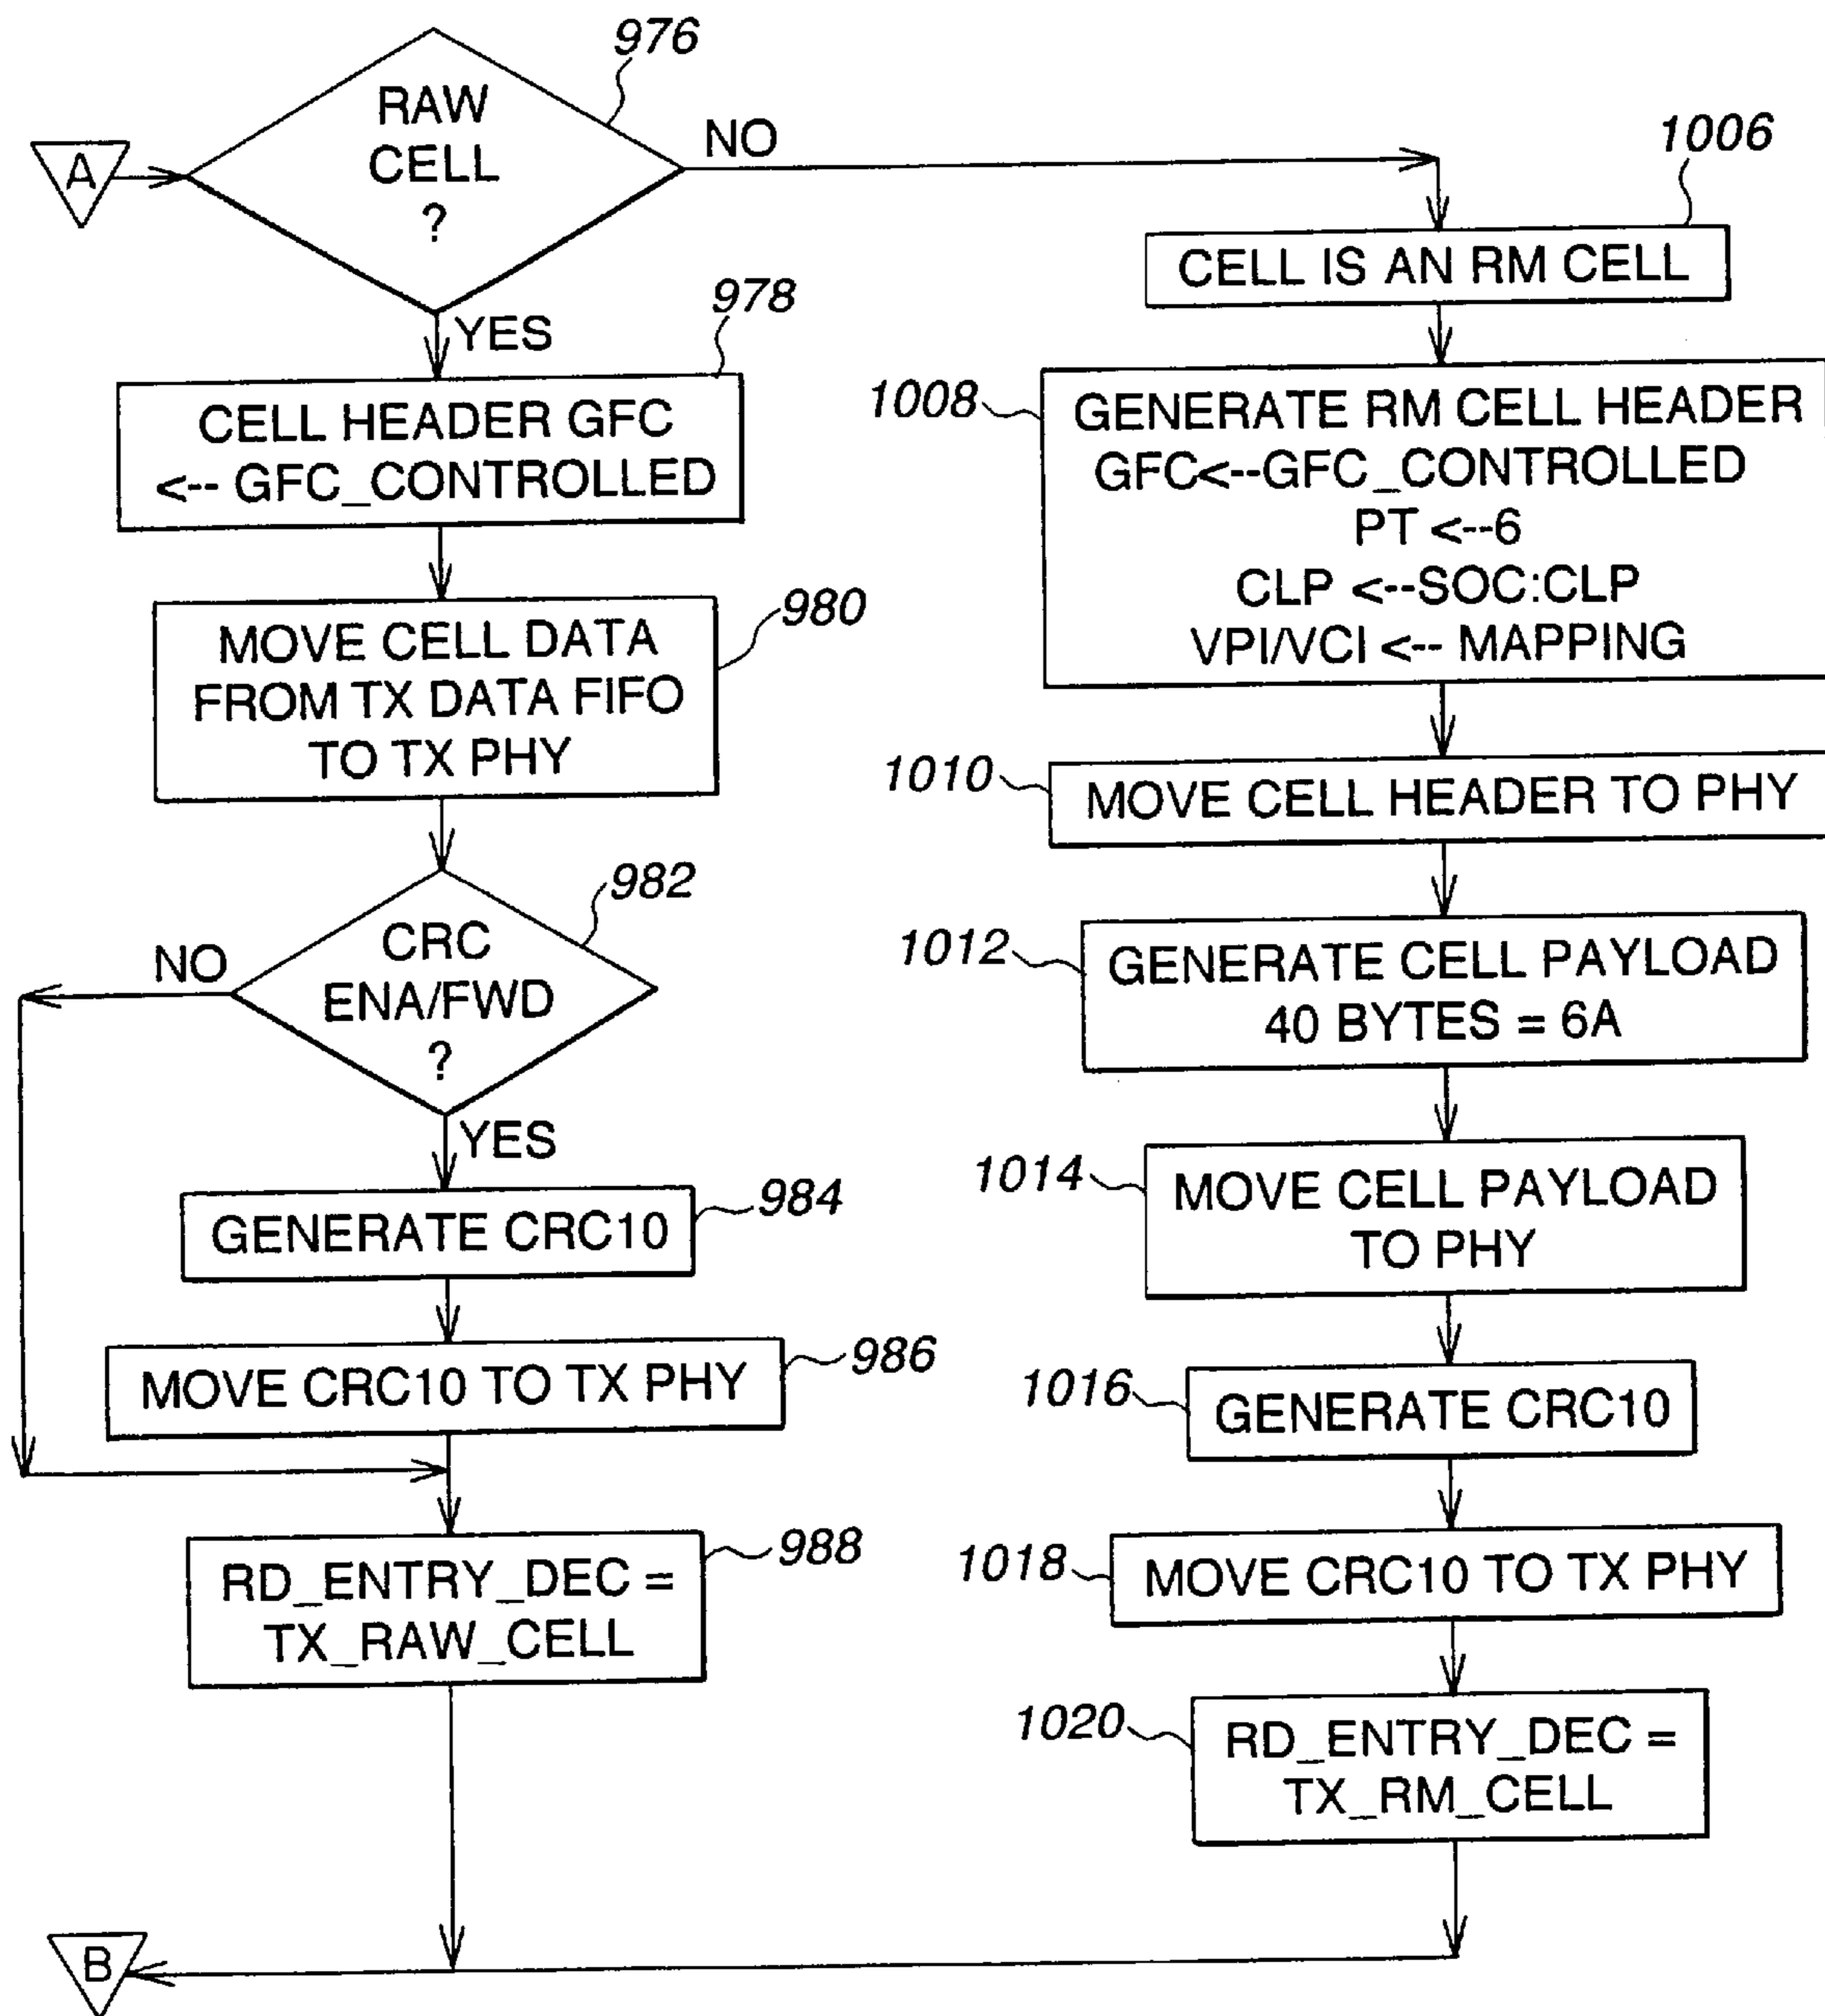 A
RAW
CELL
?
976
NO
YES
978
CELL HEADER GFC
<-- GFC_CONTROLLED
980
MOVE CELL DATA
FROM TX DATA FIFO
TO TX PHY
982
CRC
ENA/FWD
?
NO
YES
984
GENERATE CRC10
986
MOVE CRC10 TO TX PHY
988
RD_ENTRY_DEC =
TX_RAW_CELL
B
1006
CELL IS AN RM CELL
1008
GENERATE RM CELL HEADER
GFC<--GFC_CONTROLLED
PT <--6
CLP <--SOC:CLP
VPI/VCI <-- MAPPING
1010
MOVE CELL HEADER TO PHY
1012
GENERATE CELL PAYLOAD
40 BYTES = 6A
1014
MOVE CELL PAYLOAD
TO PHY
1016
GENERATE CRC10
1018
MOVE CRC10 TO TX PHY
1020
RD_ENTRY_DEC =
TX_RM_CELL